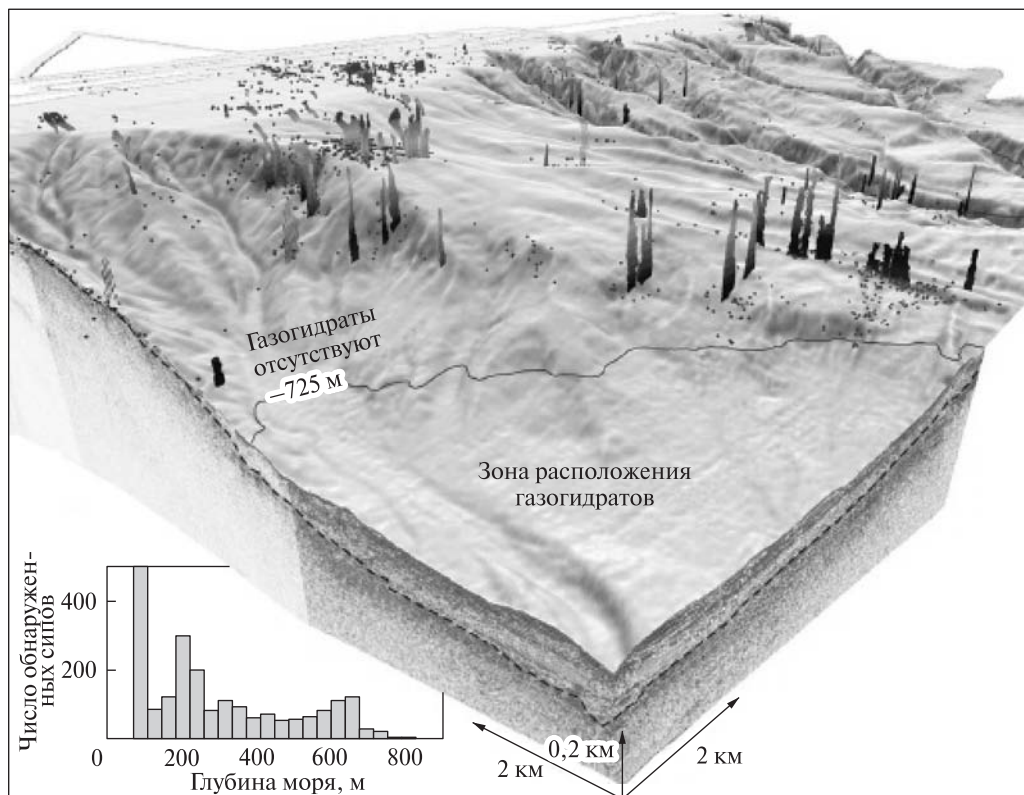 Газогидраты
отсутствуют
–725 м
Зона расположения
газогидратов
Число обнаружен-
ных сипов
400
200
0 200 400 600 800
Глубина моря, м
2 км
0,2 км
2 км